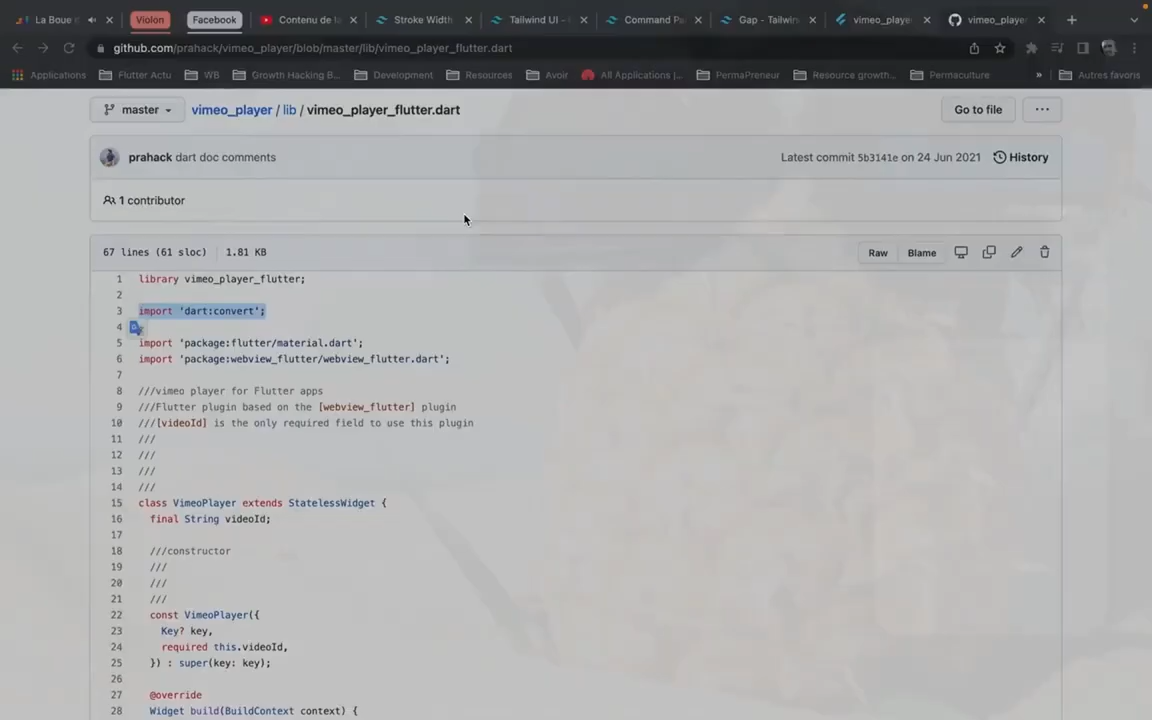 La Boue
Violon
Facebook
Contenu de la
Stroke Width
Tailwind UI -
Command Pa
Gap - Tailwin
vimeo_player
vimeo_player
github.com/prahack/vimeo_player/blob/master/lib/vimeo_player_flutter.dart
Applications
Flutter Actu
WB
Growth Hacking B...
Development
Resources
Avoir
All Applications |...
PermaPreneur
Resource growth...
Permaculture
»
Autres favoris
master
vimeo_player / lib / vimeo_player_flutter.dart
Go to file
...
prahack dart doc comments
Latest commit 5b3141e on 24 Jun 2021
History
1 contributor
67 lines (61 sloc) | 1.81 KB
Raw
Blame
1 library vimeo_player_flutter;
2
3 import 'dart:convert';
4
5 import 'package:flutter/material.dart';
6 import 'package:webview_flutter/webview_flutter.dart';
7
8 ///vimeo player for Flutter apps
9 ///Flutter plugin based on the [webview_flutter] plugin
10 ///[videoId] is the only required field to use this plugin
11 ///
12 ///
13 ///
14 ///
15 class VimeoPlayer extends StatelessWidget {
16 final String videoId;
17
18 ///constructor
19 ///
20 ///
21 ///
22 const VimeoPlayer({
23 Key? key,
24 required this.videoId,
25 }) : super(key: key);
26
27 @override
28 Widget build(BuildContext context) {